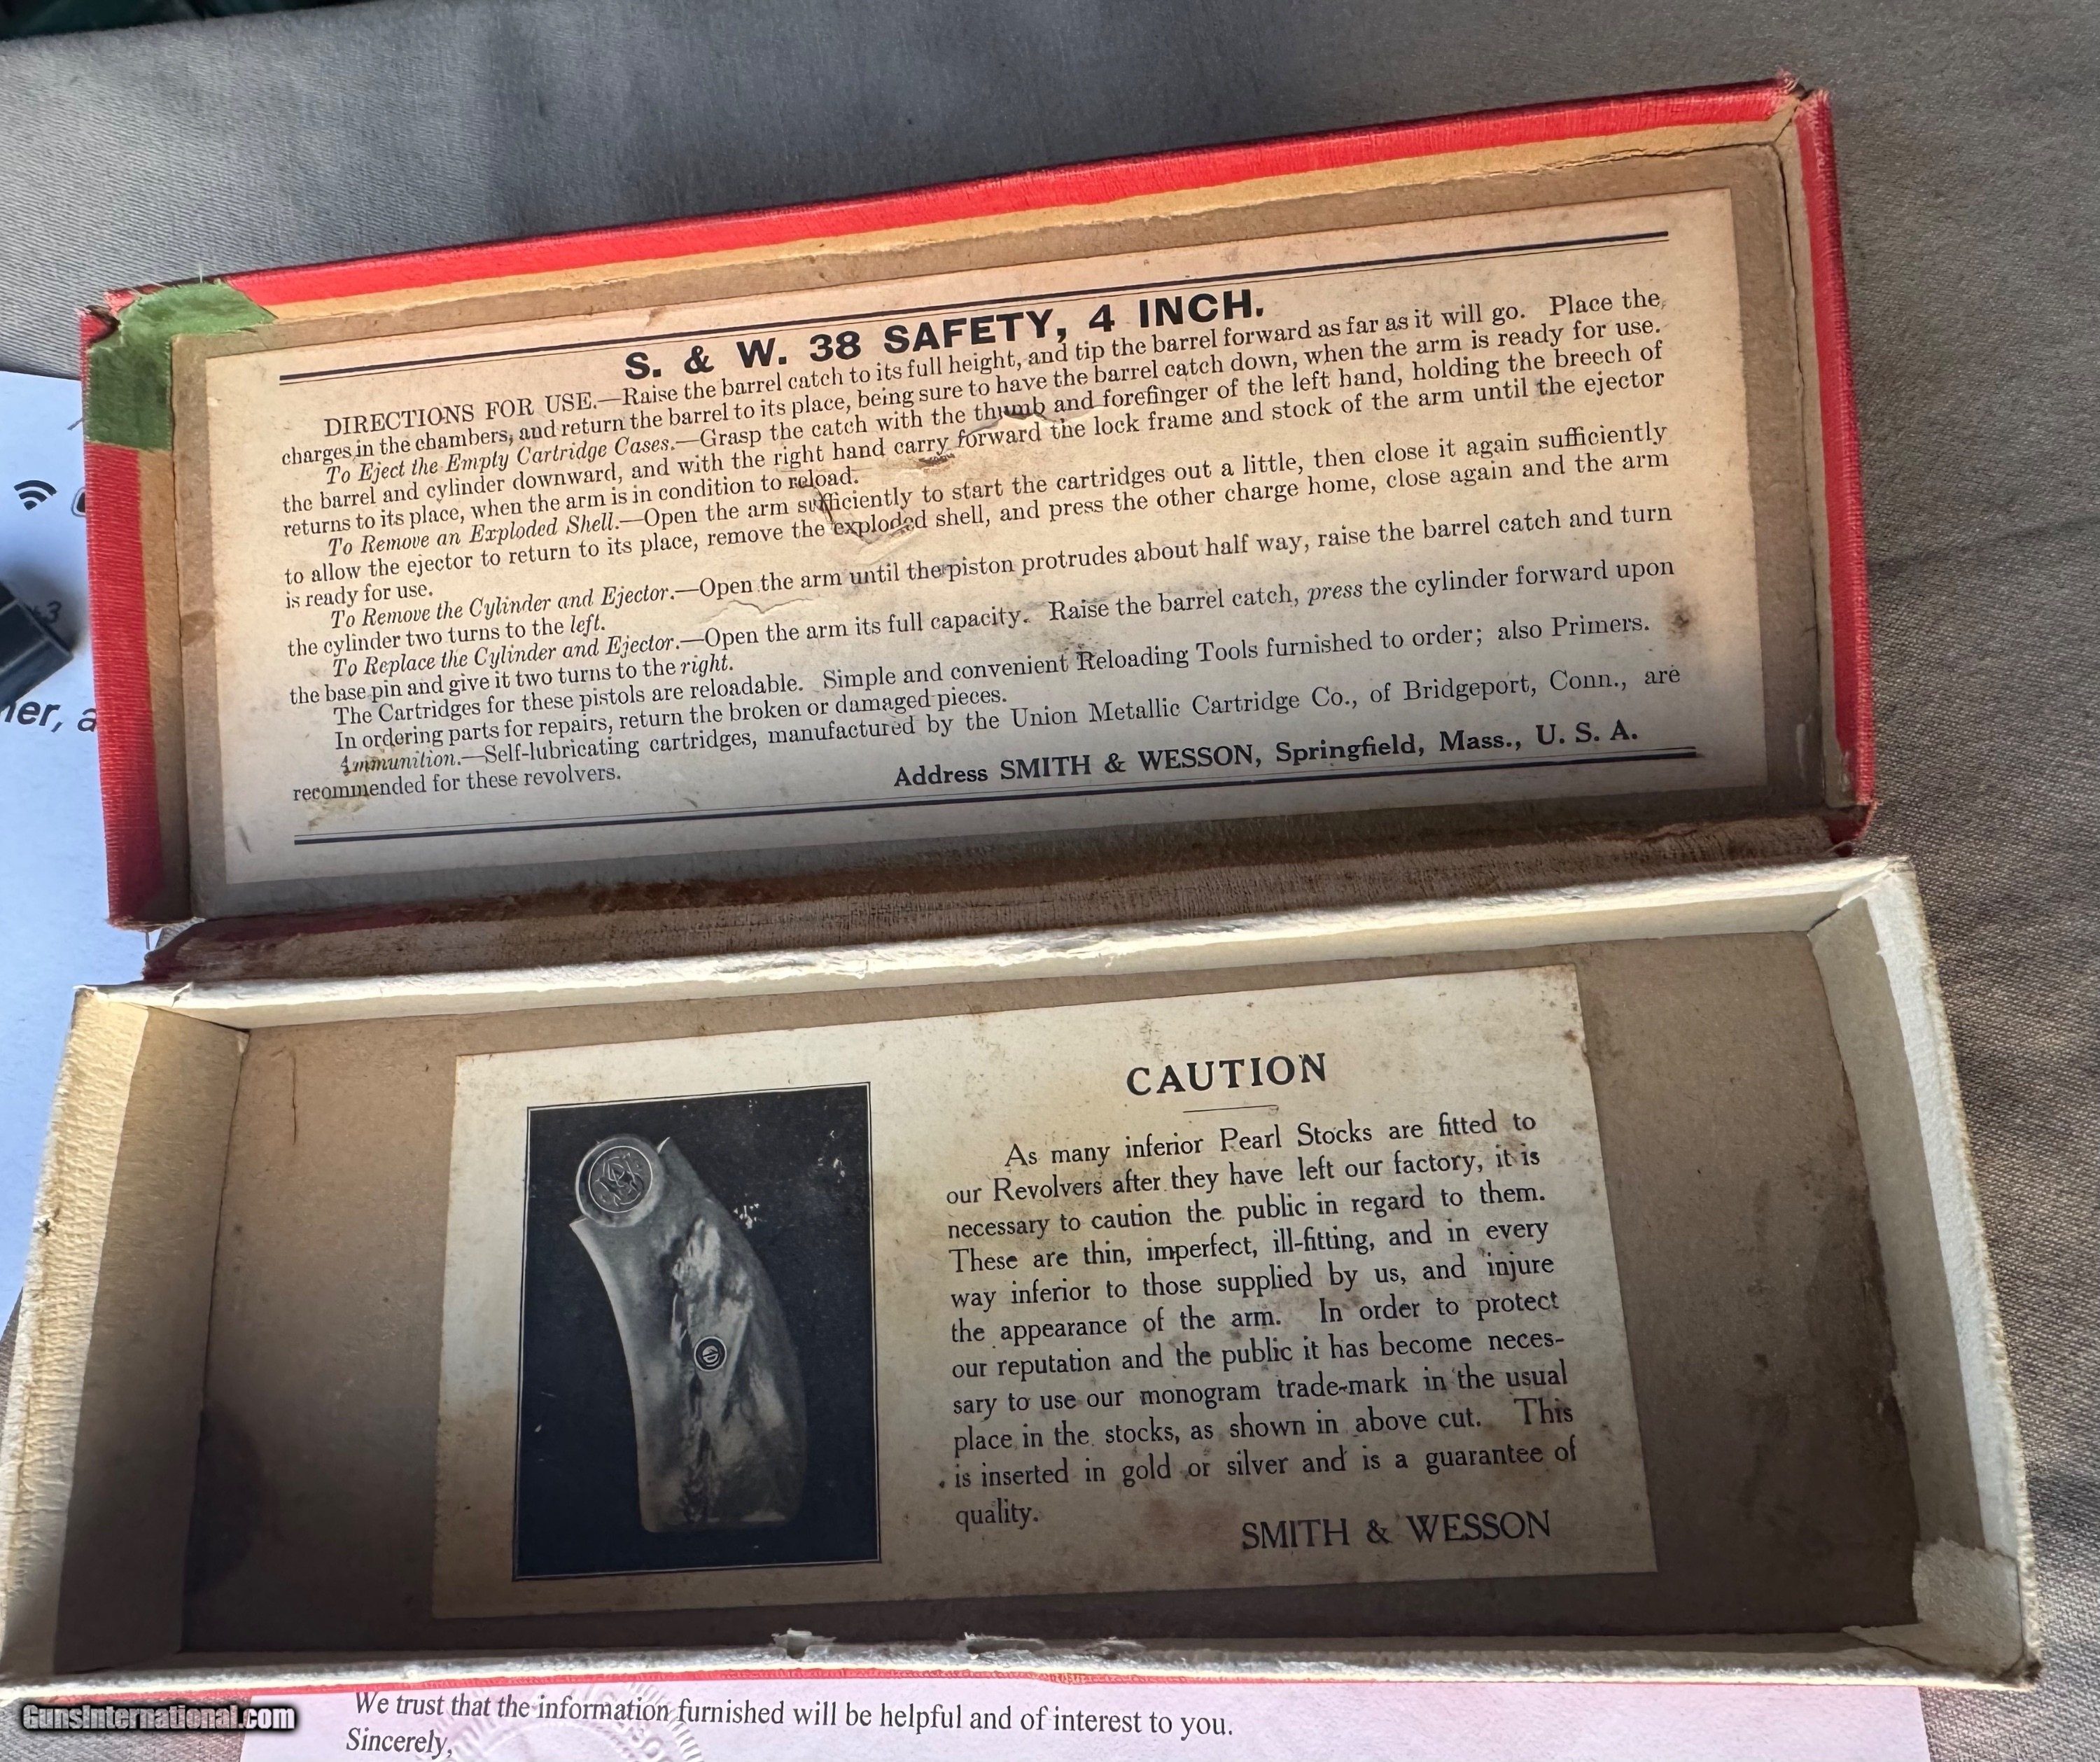 S. & W. 38 SAFETY, 4 INCH.
DIRECTIONS FOR USE.—Raise the barrel catch to its full height, and tip the barrel forward as far as it will go. Place the
charges in the chambers, and return the barrel to its place, being sure to have the barrel catch down, when the arm is ready for use.
To Eject the Empty Cartridge Cases.—Grasp the catch with the thumb and forefinger of the left hand, holding the breech of
the barrel and cylinder downward, and with the right hand carry forward the lock frame and stock of the arm until the ejector
returns to its place, when the arm is in condition to reload.
To Remove an Exploded Shell.—Open the arm sufficiently to start the cartridges out a little, then close it again sufficiently
to allow the ejector to return to its place, remove the exploded shell, and press the other charge home, close again and the arm
is ready for use.
To Remove the Cylinder and Ejector.—Open the arm until the piston protrudes about half way, raise the barrel catch and turn
the cylinder two turns to the left.
To Replace the Cylinder and Ejector.—Open the arm its full capacity. Raise the barrel catch, press the cylinder forward upon
the base pin and give it two turns to the right.
The Cartridges for these pistols are reloadable. Simple and convenient Reloading Tools furnished to order; also Primers.
In ordering parts for repairs, return the broken or damaged pieces.
Ammunition.—Self-lubricating cartridges, manufactured by the Union Metallic Cartridge Co., of Bridgeport, Conn., are
recommended for these revolvers.
Address SMITH & WESSON, Springfield, Mass., U. S. A.
+3
er, a
CAUTION
As many inferior Pearl Stocks are fitted to
our Revolvers after they have left our factory, it is
necessary to caution the public in regard to them.
These are thin, imperfect, ill-fitting, and in every
way inferior to those supplied by us, and injure
the appearance of the arm. In order to protect
our reputation and the public it has become neces-
sary to use our monogram trade-mark in the usual
place in the stocks, as shown in above cut. This
is inserted in gold or silver and is a guarantee of
quality.
SMITH & WESSON
We trust that the information furnished will be helpful and of interest to you.
Sincerely,
GunsInternational.com